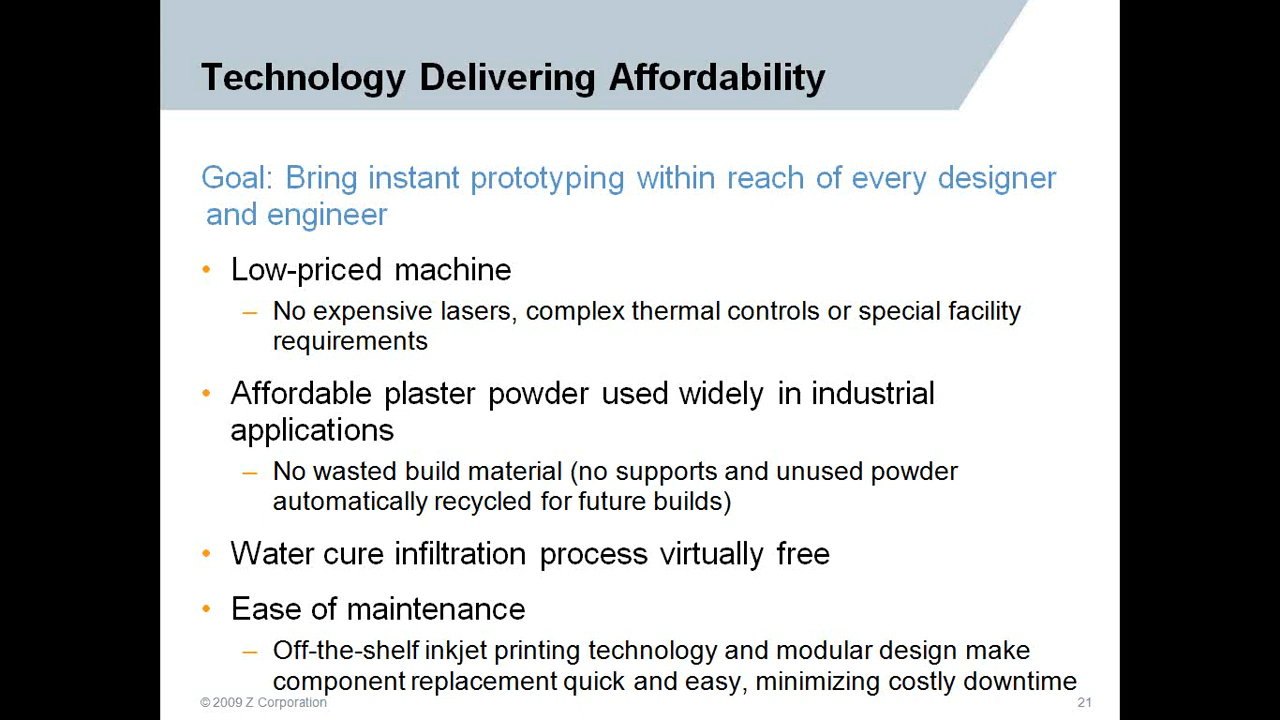 Technology Delivering Affordability
Goal: Bring instant prototyping within reach of every designer
and engineer
• Low-priced machine
– No expensive lasers, complex thermal controls or special facility
requirements
• Affordable plaster powder used widely in industrial
applications
– No wasted build material (no supports and unused powder
automatically recycled for future builds)
• Water cure infiltration process virtually free
• Ease of maintenance
– Off-the-shelf inkjet printing technology and modular design make
component replacement quick and easy, minimizing costly downtime
© 2009 Z Corporation
21